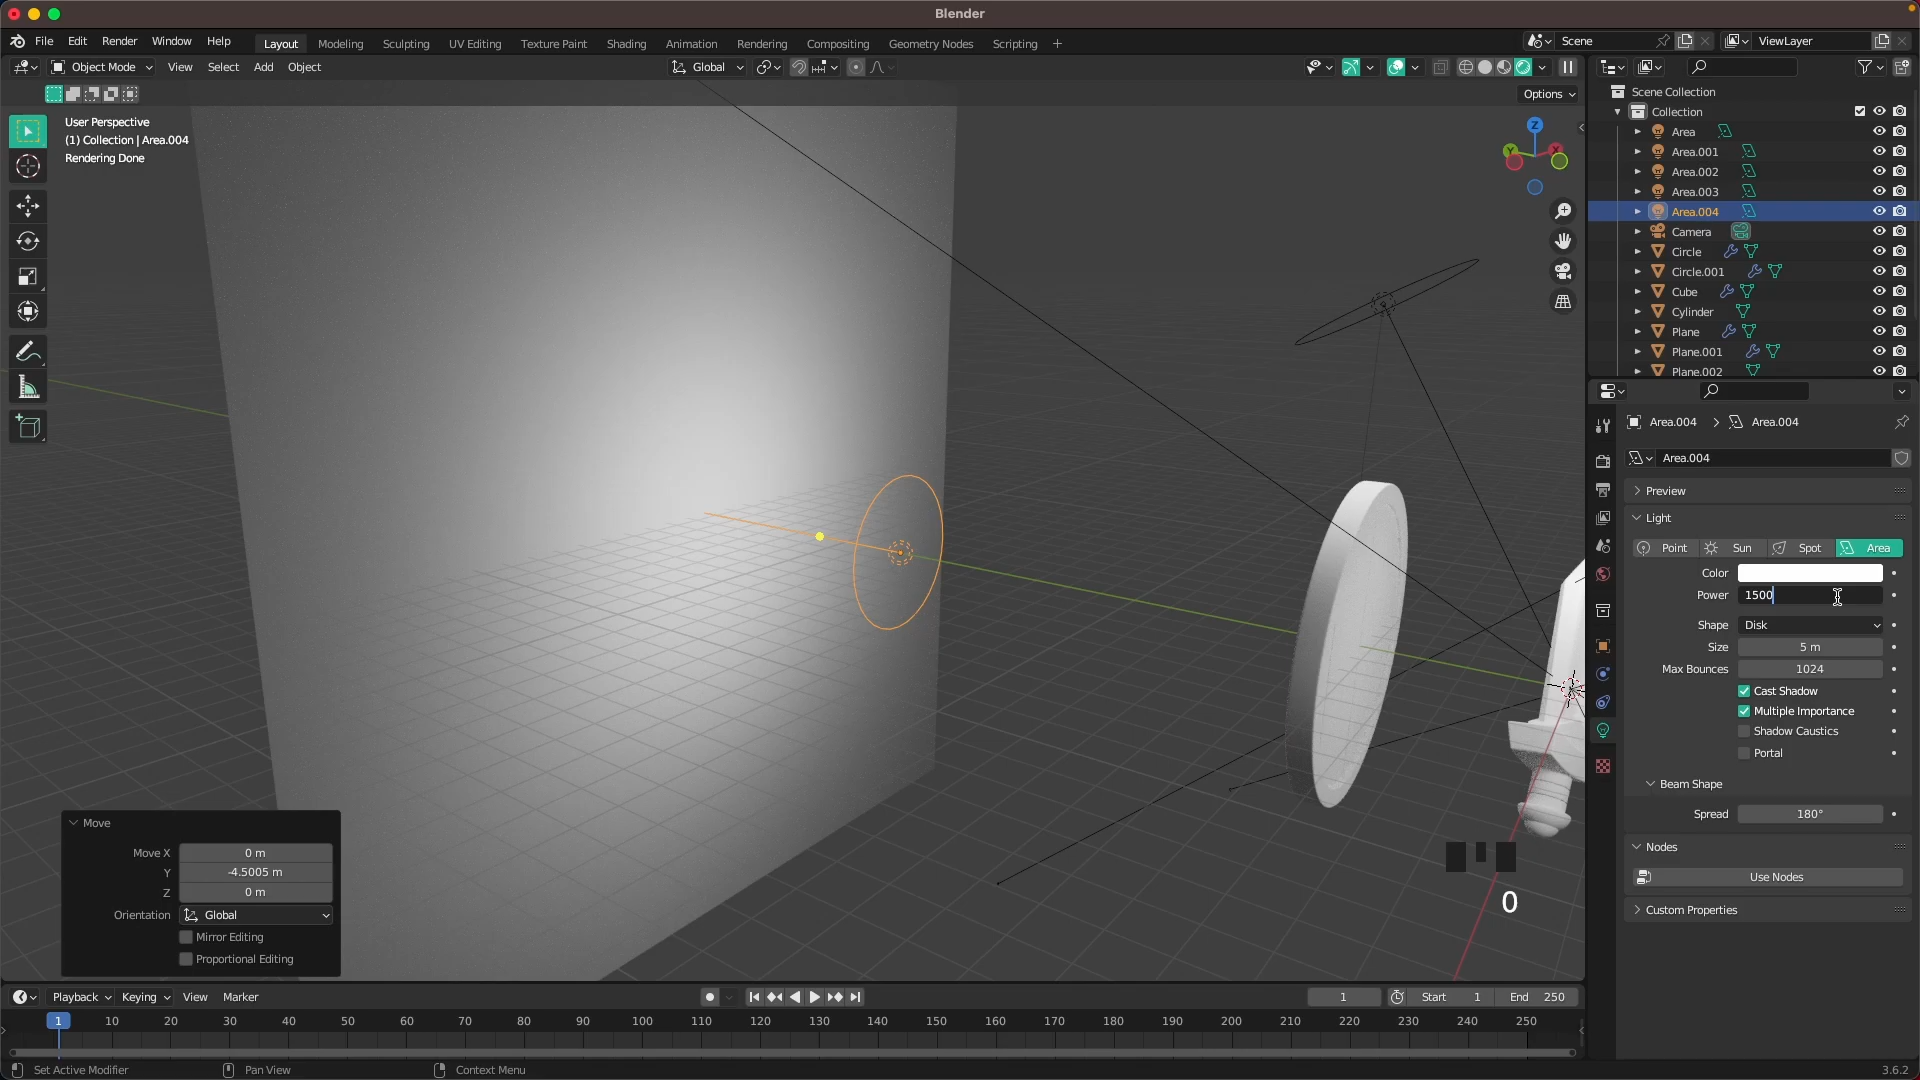 Blender
File Edit Render Window Help
Layout Modeling Sculpting UV Editing Texture Paint Shading Animation Rendering Compositing Geometry Nodes Scripting +
Scene
ViewLayer
Object Mode View Select Add Object
Global
Options
User Perspective
(1) Collection | Area.004
Rendering Done
Z
Y
X
Scene Collection
Collection
Area
Area.001
Area.002
Area.003
Area.004
Camera
Circle
Circle.001
Cube
Cylinder
Plane
Plane.001
Plane.002
Area.004 > Area.004
Area.004
Preview
Light
Point Sun Spot Area
Color
Power 1500
Shape Disk
Size 5 m
Max Bounces 1024
Cast Shadow
Multiple Importance
Shadow Caustics
Portal
Beam Shape
Spread 180°
Nodes
Use Nodes
Custom Properties
Move
Move X 0 m
Y -4.5005 m
Z 0 m
Orientation Global
Mirror Editing
Proportional Editing
0
Playback Keying View Marker
1 Start 1 End 250
1 10 20 30 40 50 60 70 80 90 100 110 120 130 140 150 160 170 180 190 200 210 220 230 240 250
Set Active Modifier Pan View Context Menu 3.6.2